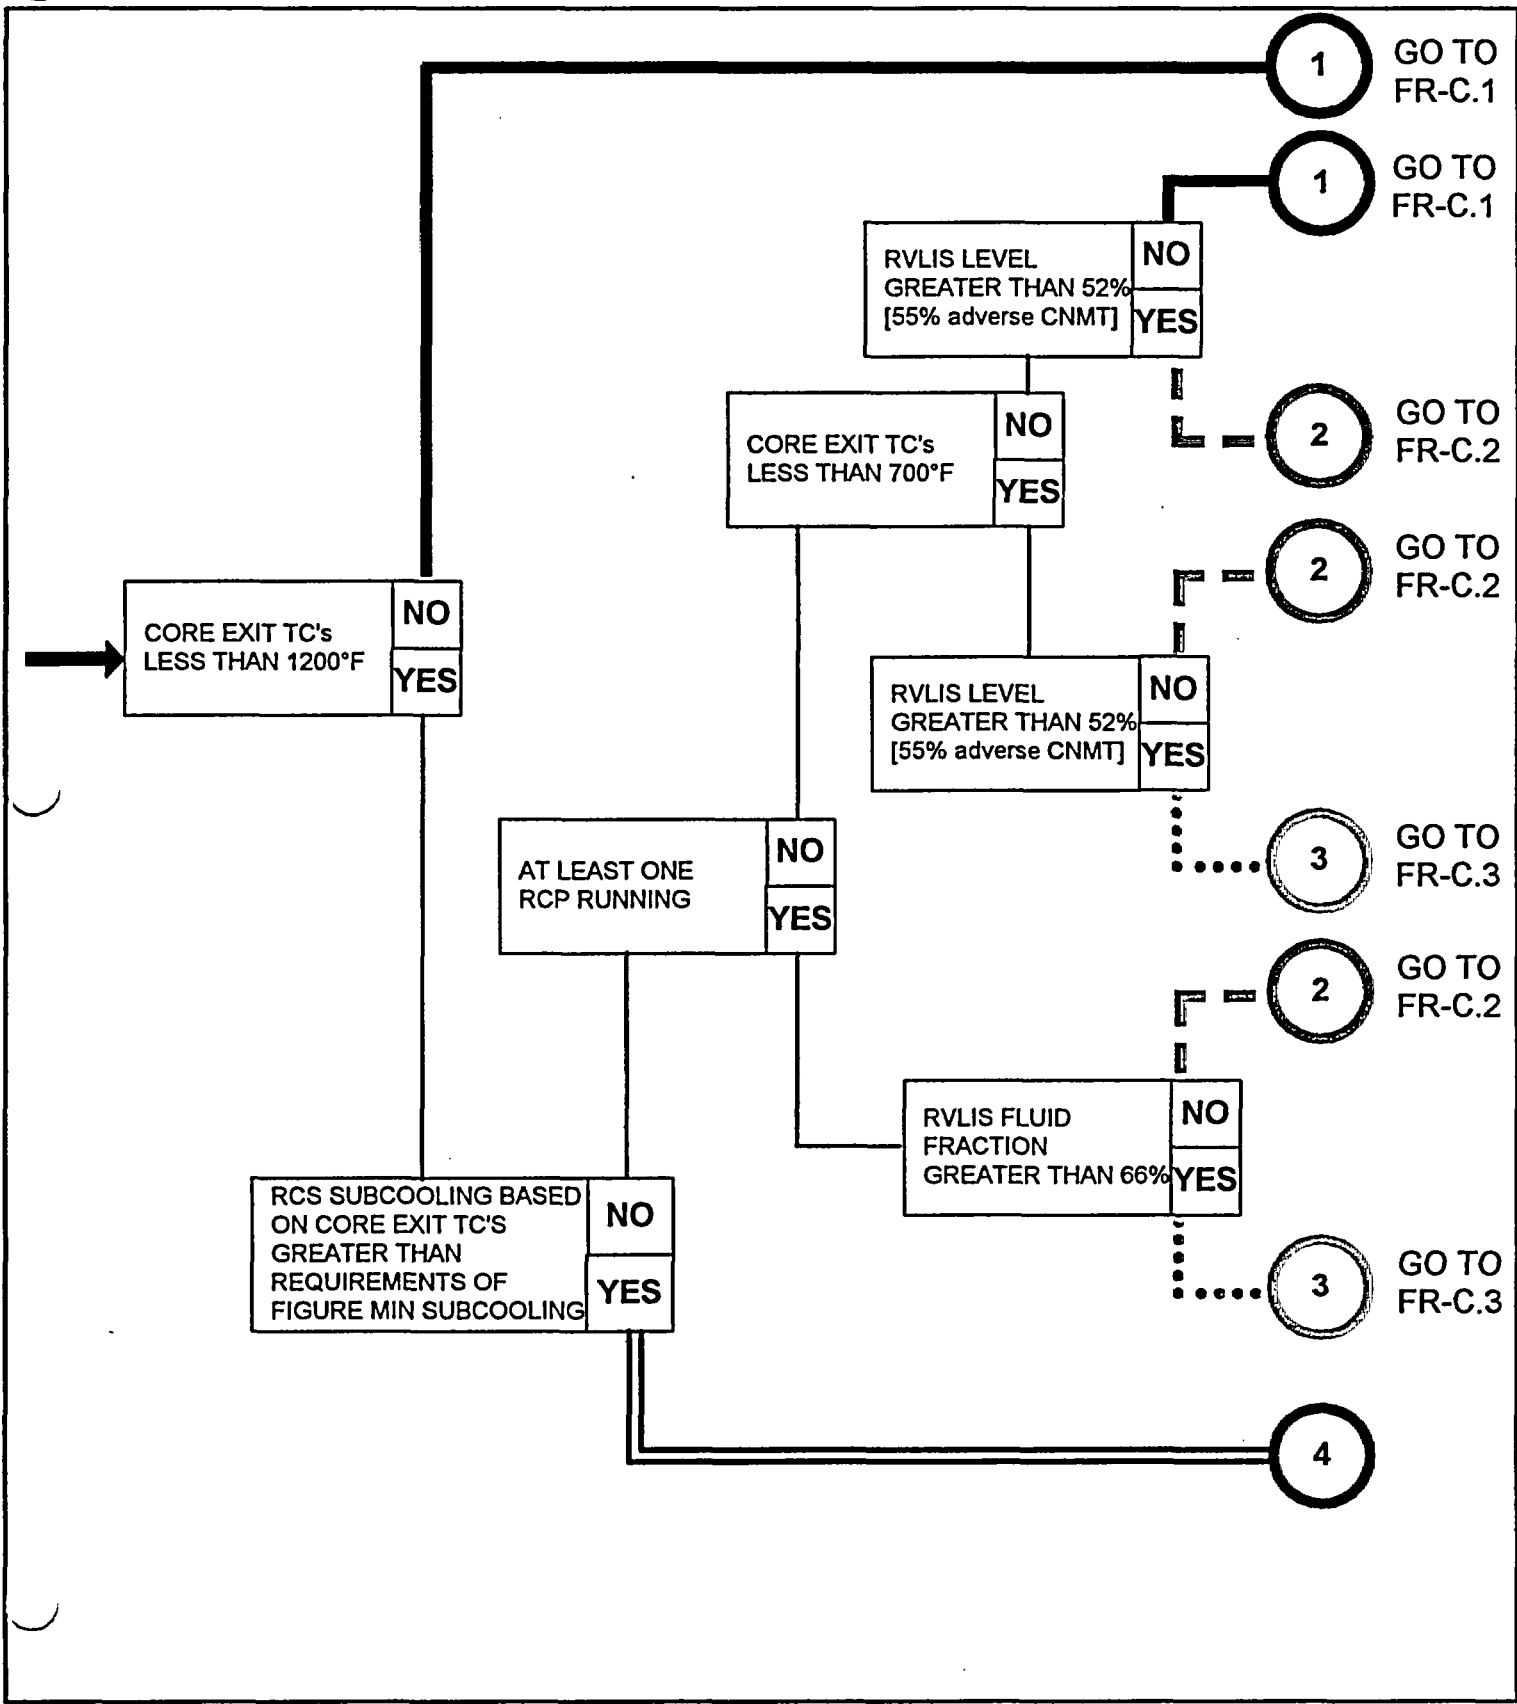 1
GO TO
FR-C.1
1
GO TO
FR-C.1
RVLIS LEVEL
GREATER THAN 52%
[55% adverse CNMT]
NO
YES
2
GO TO
FR-C.2
CORE EXIT TC's
LESS THAN 700°F
NO
YES
2
GO TO
FR-C.2
CORE EXIT TC's
LESS THAN 1200°F
NO
YES
RVLIS LEVEL
GREATER THAN 52%
[55% adverse CNMT]
NO
YES
3
GO TO
FR-C.3
AT LEAST ONE
RCP RUNNING
NO
YES
2
GO TO
FR-C.2
RVLIS FLUID
FRACTION
GREATER THAN 66%
NO
YES
RCS SUBCOOLING BASED
ON CORE EXIT TC'S
GREATER THAN
REQUIREMENTS OF
FIGURE MIN SUBCOOLING
NO
YES
3
GO TO
FR-C.3
4